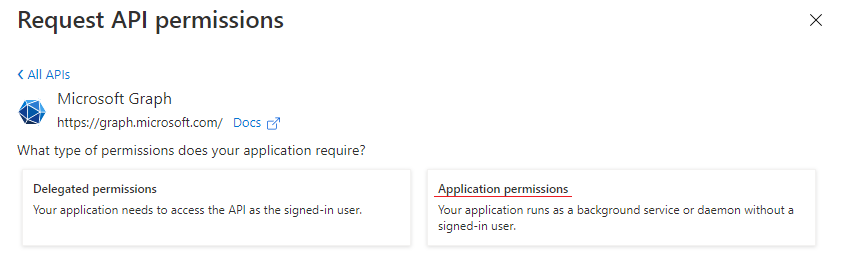 Request API permissions
All APIs
Microsoft Graph
https://graph.microsoft.com/ Docs
What type of permissions does your application require?
Delegated permissions
Your application needs to access the API as the signed-in user.
Application permissions
Your application runs as a background service or daemon without a
signed-in user.